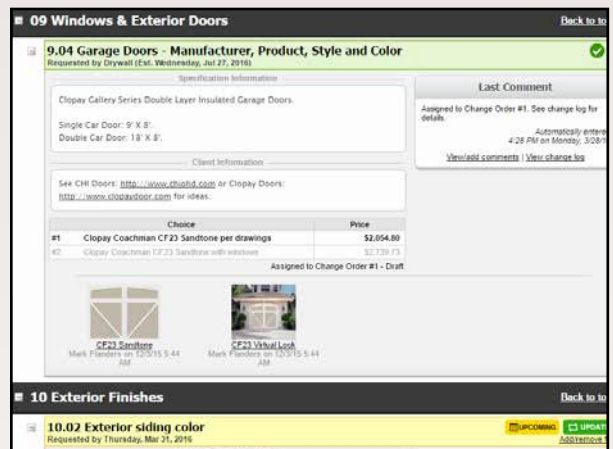 09 Windows & Exterior Doors
Back to to
9.04 Garage Doors - Manufacturer, Product, Style and Color
Requested by Drywall (Est. Wednesday, Jul 27, 2016)
Specification Information
Clopay Gallery Series Double Layer Insulated Garage Doors.
Single Car Door: 9' X 8'.
Double Car Door: 18' X 8'.
Client Information
See CHI Doors: http://www.chiohd.com or Clopay Doors:
http://www.clopaydoor.com for ideas.
Choice Price
#1 Clopay Coachman CF23 Sandtone per drawings $2,054.80
#2 Clopay Coachman CF23 Sandtone with windows $2,739.73
Assigned to Change Order #1 - Draft
CF23 Sandtone
Mark Flanders on 12/3/15 5:44
AM
CF23 Virtual Look
Mark Flanders on 12/3/15 5:44
AM
Last Comment
Assigned to Change Order #1. See change log for
details.
Automatically entere
4:28 PM on Monday, 3/28/1
View/add comments | View change log
10 Exterior Finishes
Back to to
10.02 Exterior siding color
Requested by Thursday, Mar 31, 2016
UPCOMING
UPDAT
Add/remove